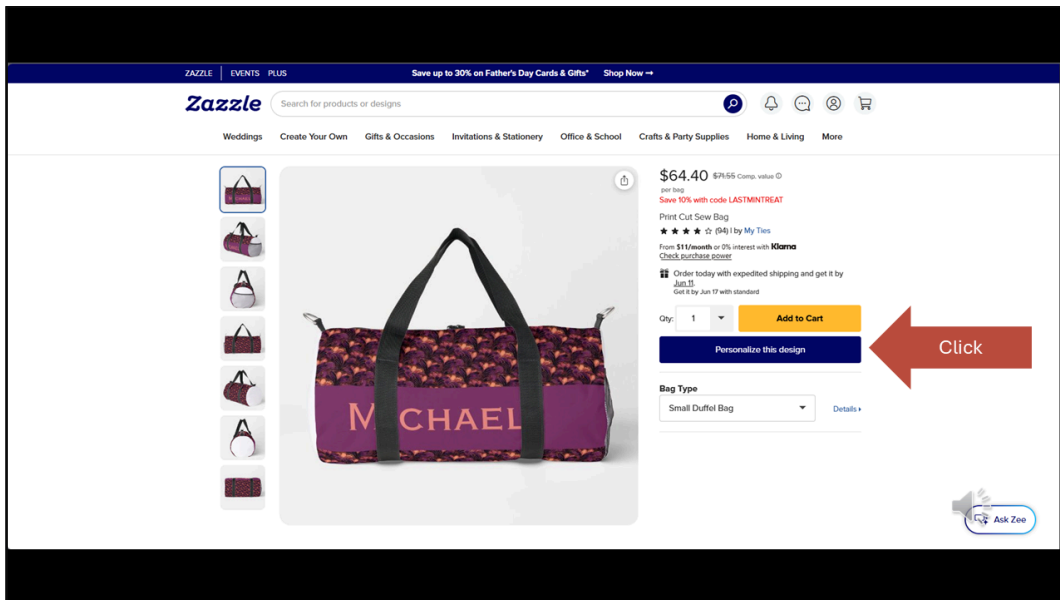 ZAZZLE EVENTS PLUS Save up to 30% on Father's Day Cards & Gifts* Shop Now →
Zazzle Search for products or designs
Weddings Create Your Own Gifts & Occasions Invitations & Stationery Office & School Crafts & Party Supplies Home & Living More
$64.40 $71.55 Comp. value
per bag
Save 10% with code LASTMINTREAT
Print Cut Sew Bag
(94) | by My Ties
From $11/month or 0% interest with Klarna
Check purchase power
Order today with expedited shipping and get it by
Jun 11.
Get it by Jun 17 with standard
Qty: 1 Add to Cart
Personalize this design
Click
Bag Type
Small Duffel Bag Details
MICHAEL
Ask Zee